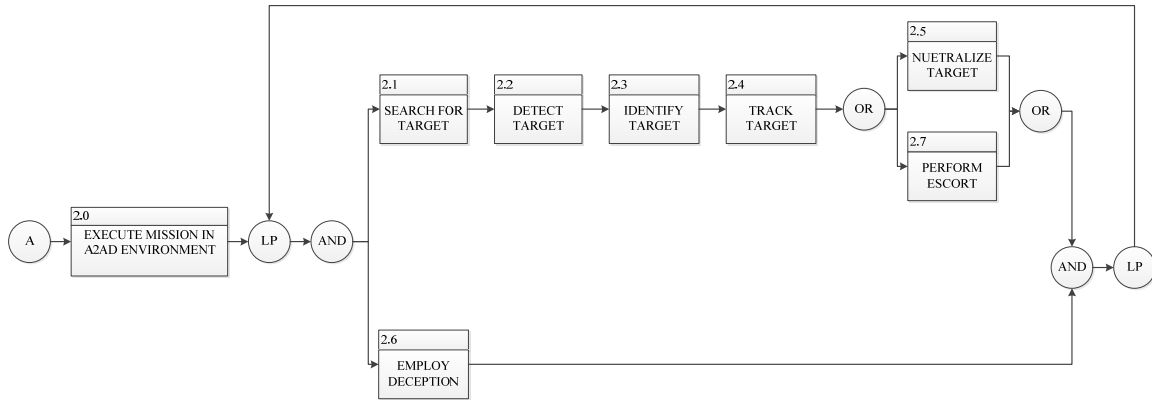 A
2.0
EXECUTE MISSION IN
A2AD ENVIRONMENT
LP
AND
2.1
SEARCH FOR
TARGET
2.2
DETECT
TARGET
2.3
IDENTIFY
TARGET
2.4
TRACK
TARGET
OR
2.5
NUETRALIZE
TARGET
2.7
PERFORM
ESCORT
OR
2.6
EMPLOY
DECEPTION
AND
LP